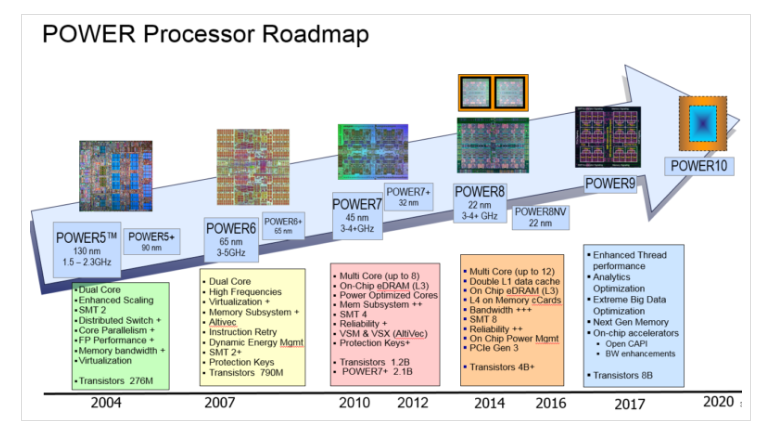 POWER Processor Roadmap
POWER5™
130 nm
1.5 – 2.3GHz
POWER5+
90 nm
POWER6
65 nm
3-5GHz
POWER6+
65 nm
POWER7
45 nm
3-4+GHz
POWER7+
32 nm
POWER8
22 nm
3-4+ GHz
POWER8NV
22 nm
POWER9
POWER10
•Dual Core
•Enhanced Scaling
•SMT 2
•Distributed Switch +
•Core Parallelism +
•FP Performance +
•Memory bandwidth +
•Virtualization
•Transistors 276M
• Dual Core
• High Frequencies
• Virtualization +
• Memory Subsystem +
• Altivec
• Instruction Retry
• Dynamic Energy Mgmt
• SMT 2+
• Protection Keys
• Transistors 790M
▪ Multi Core (up to 8)
▪ On-Chip eDRAM (L3)
▪ Power Optimized Cores
▪ Mem Subsystem ++
▪ SMT 4
▪ Reliability +
▪ VSM & VSX (AltiVec)
▪ Protection Keys+
▪ Transistors 1.2B
▪ POWER7+ 2.1B
▪ Multi Core (up to 12)
▪ Double L1 data cache
▪ On Chip eDRAM (L3)
▪ L4 on Memory cCards
▪ Bandwidth +++
▪ SMT 8
▪ Reliability ++
▪ On Chip Power Mgmt
▪ PCIe Gen 3
▪ Transistors 4B+
▪ Enhanced Thread
performance
▪ Analytics
Optimization
▪ Extreme Big Data
Optimization
▪ Next Gen Memory
▪ On-chip accelerators
• Open CAPI
• BW enhancements
▪ Transistors 8B
2004
2007
2010
2012
2014
2016
2017
2020